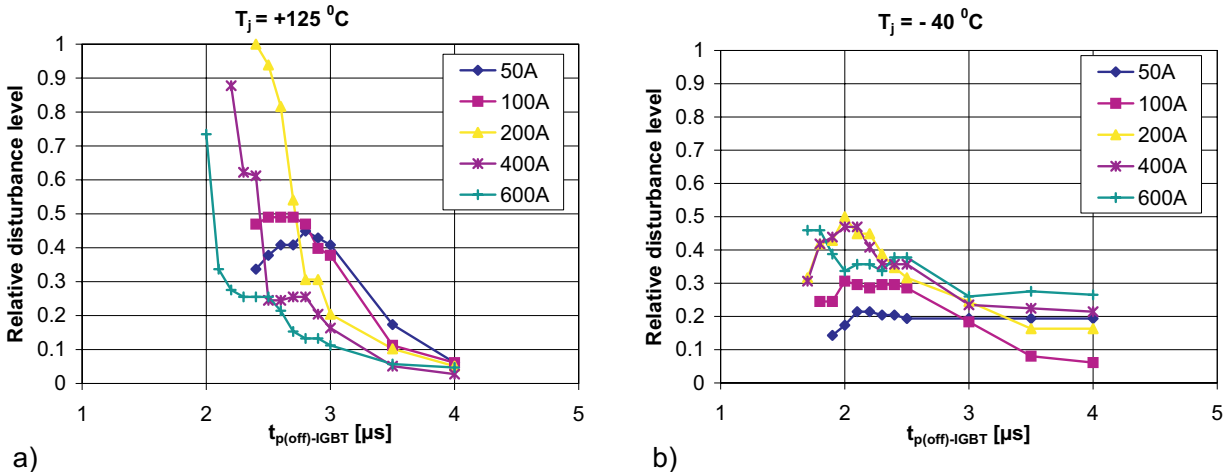 T_j = +125 ⁰C
Relative disturbance level
1
0.9
0.8
0.7
0.6
0.5
0.4
0.3
0.2
0.1
0
1 2 3 4 5
t_p(off)-IGBT [µs]
50A
100A
200A
400A
600A
a)
T_j = - 40 ⁰C
Relative disturbance level
1
0.9
0.8
0.7
0.6
0.5
0.4
0.3
0.2
0.1
0
1 2 3 4 5
t_p(off)-IGBT [µs]
50A
100A
200A
400A
600A
b)